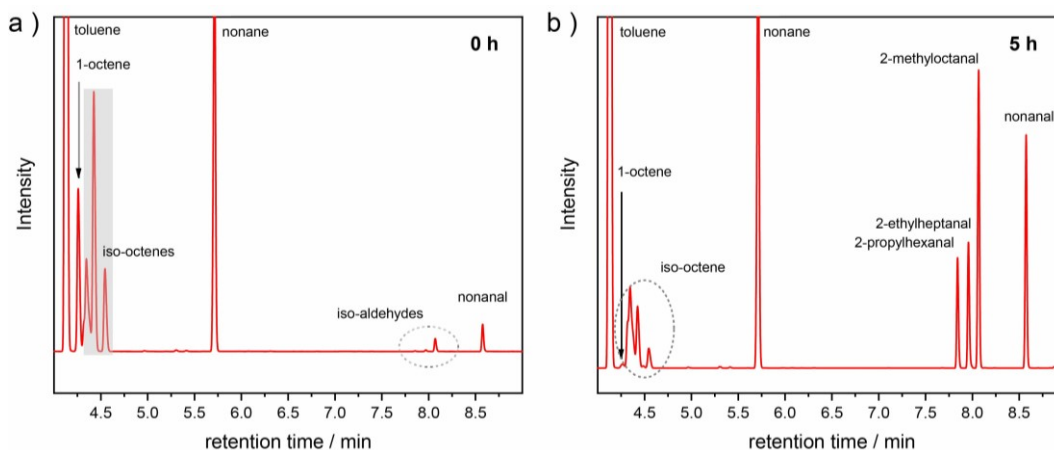 a )
toluene
nonane
0 h
1-octene
iso-octenes
iso-aldehydes
nonanal
Intensity
4.5 5.0 5.5 6.0 6.5 7.0 7.5 8.0 8.5
retention time / min
b )
toluene
nonane
5 h
2-methyloctanal
nonanal
1-octene
2-ethylheptanal
2-propylhexanal
iso-octene
Intensity
4.5 5.0 5.5 6.0 6.5 7.0 7.5 8.0 8.5
retention time / min